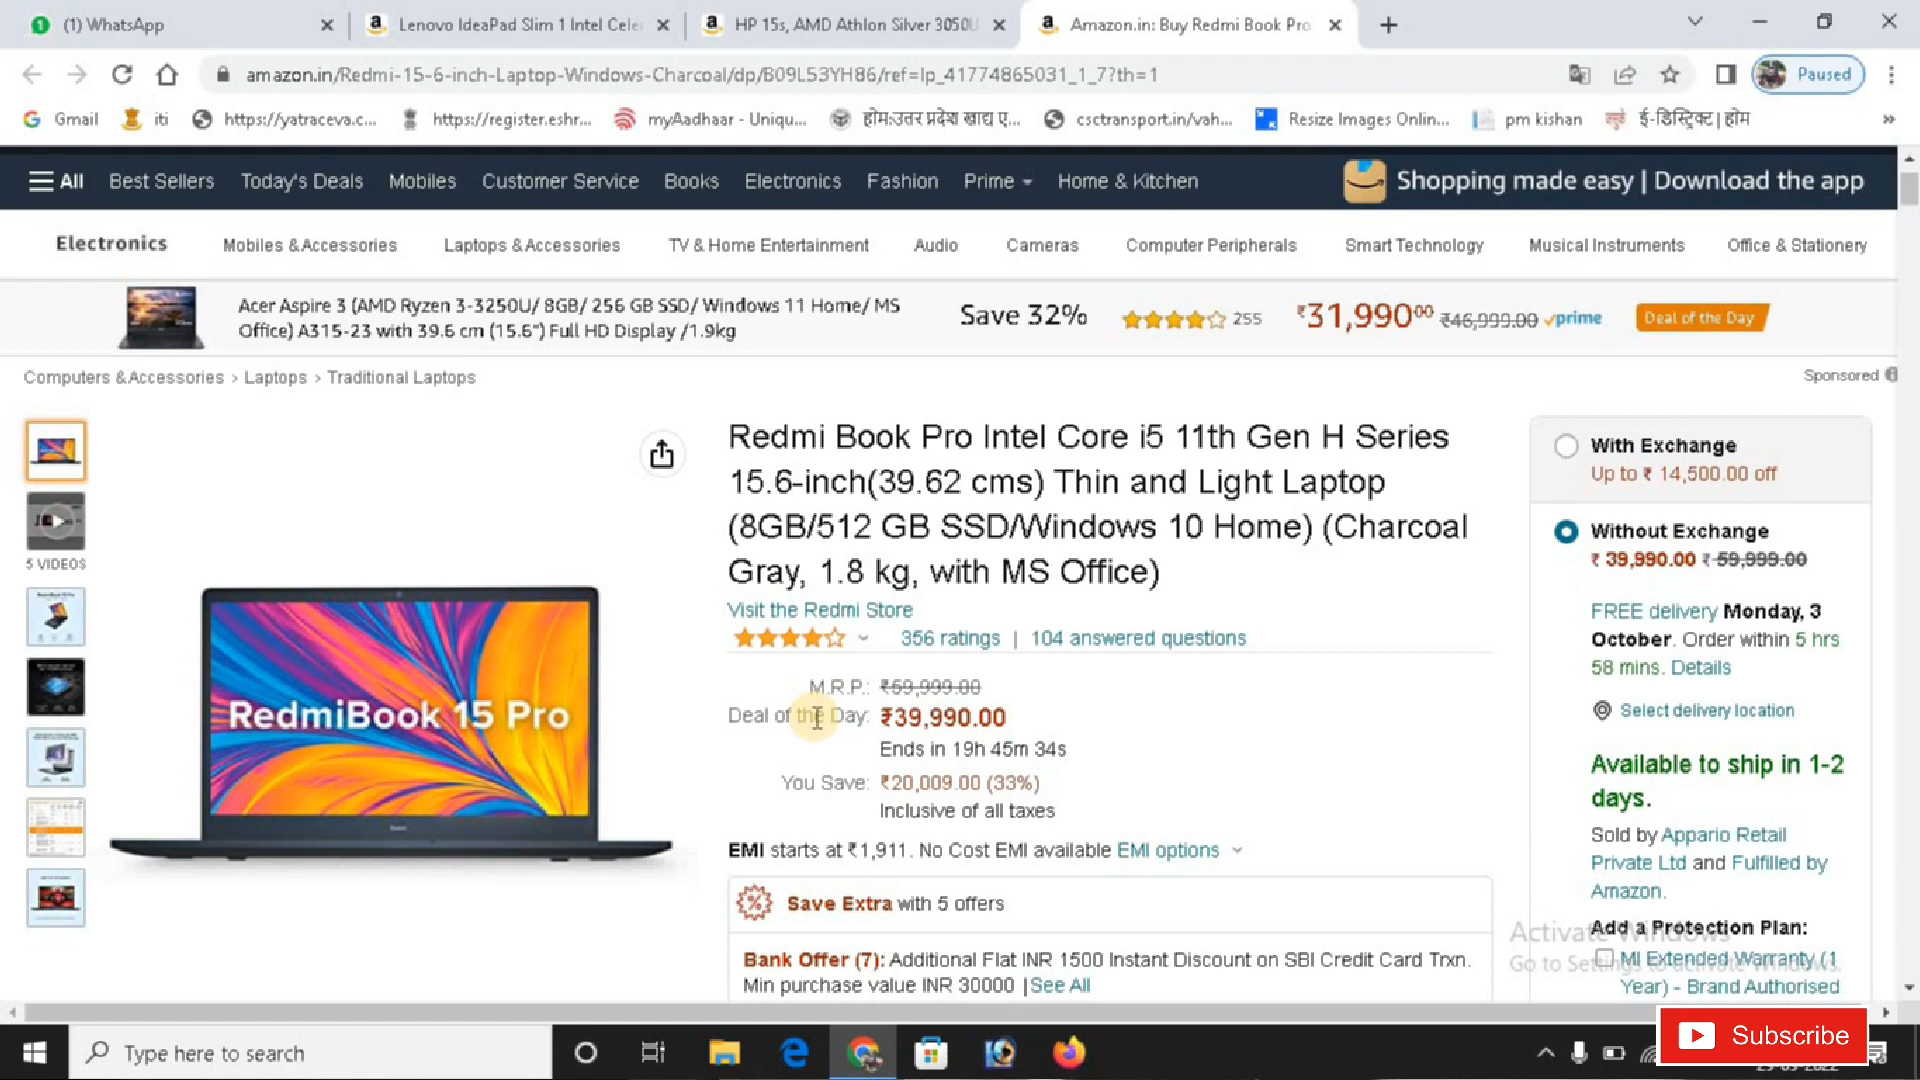 (1) WhatsApp
Lenovo IdeaPad Slim 1 Intel Cele
HP 15s, AMD Athlon Silver 3050U
Amazon.in: Buy Redmi Book Pro
amazon.in/Redmi-15-6-inch-Laptop-Windows-Charcoal/dp/B09L53YH86/ref=lp_41774865031_1_7?th=1
Paused
Gmail
iti
https://yatraceva.c...
https://register.eshr...
myAadhaar - Uniqu...
होम:उत्तर प्रदेश खाद्य ए...
csctransport.in/vah...
Resize Images Onlin...
pm kishan
ई-डिस्ट्रिक्ट | होम
»
All Best Sellers Today's Deals Mobiles Customer Service Books Electronics Fashion Prime Home & Kitchen
Shopping made easy | Download the app
Electronics Mobiles & Accessories Laptops & Accessories TV & Home Entertainment Audio Cameras Computer Peripherals Smart Technology Musical Instruments Office & Stationery
Acer Aspire 3 (AMD Ryzen 3-3250U/ 8GB/ 256 GB SSD/ Windows 11 Home/ MS
Office) A315-23 with 39.6 cm (15.6") Full HD Display /1.9kg
Save 32%
255
₹31,990⁰⁰ ₹46,999.00 prime
Deal of the Day
Computers & Accessories › Laptops › Traditional Laptops
Sponsored
5 VIDEOS
RedmiBook 15 Pro
Redmi Book Pro Intel Core i5 11th Gen H Series
15.6-inch(39.62 cms) Thin and Light Laptop
(8GB/512 GB SSD/Windows 10 Home) (Charcoal
Gray, 1.8 kg, with MS Office)
Visit the Redmi Store
356 ratings | 104 answered questions
M.R.P.: ₹59,999.00
Deal of the Day: ₹39,990.00
Ends in 19h 45m 34s
You Save: ₹20,009.00 (33%)
Inclusive of all taxes
EMI starts at ₹1,911. No Cost EMI available EMI options
Save Extra with 5 offers
Bank Offer (7): Additional Flat INR 1500 Instant Discount on SBI Credit Card Trxn.
Min purchase value INR 30000 |See All
With Exchange
Up to ₹ 14,500.00 off
Without Exchange
₹ 39,990.00 ₹ 59,999.00
FREE delivery Monday, 3
October. Order within 5 hrs
58 mins. Details
Select delivery location
Available to ship in 1-2
days.
Sold by Appario Retail
Private Ltd and Fulfilled by
Amazon.
Add a Protection Plan:
MI Extended Warranty (1
Year) - Brand Authorised
Activate Windows
Go to Settings to activate Windows.
Type here to search
Subscribe